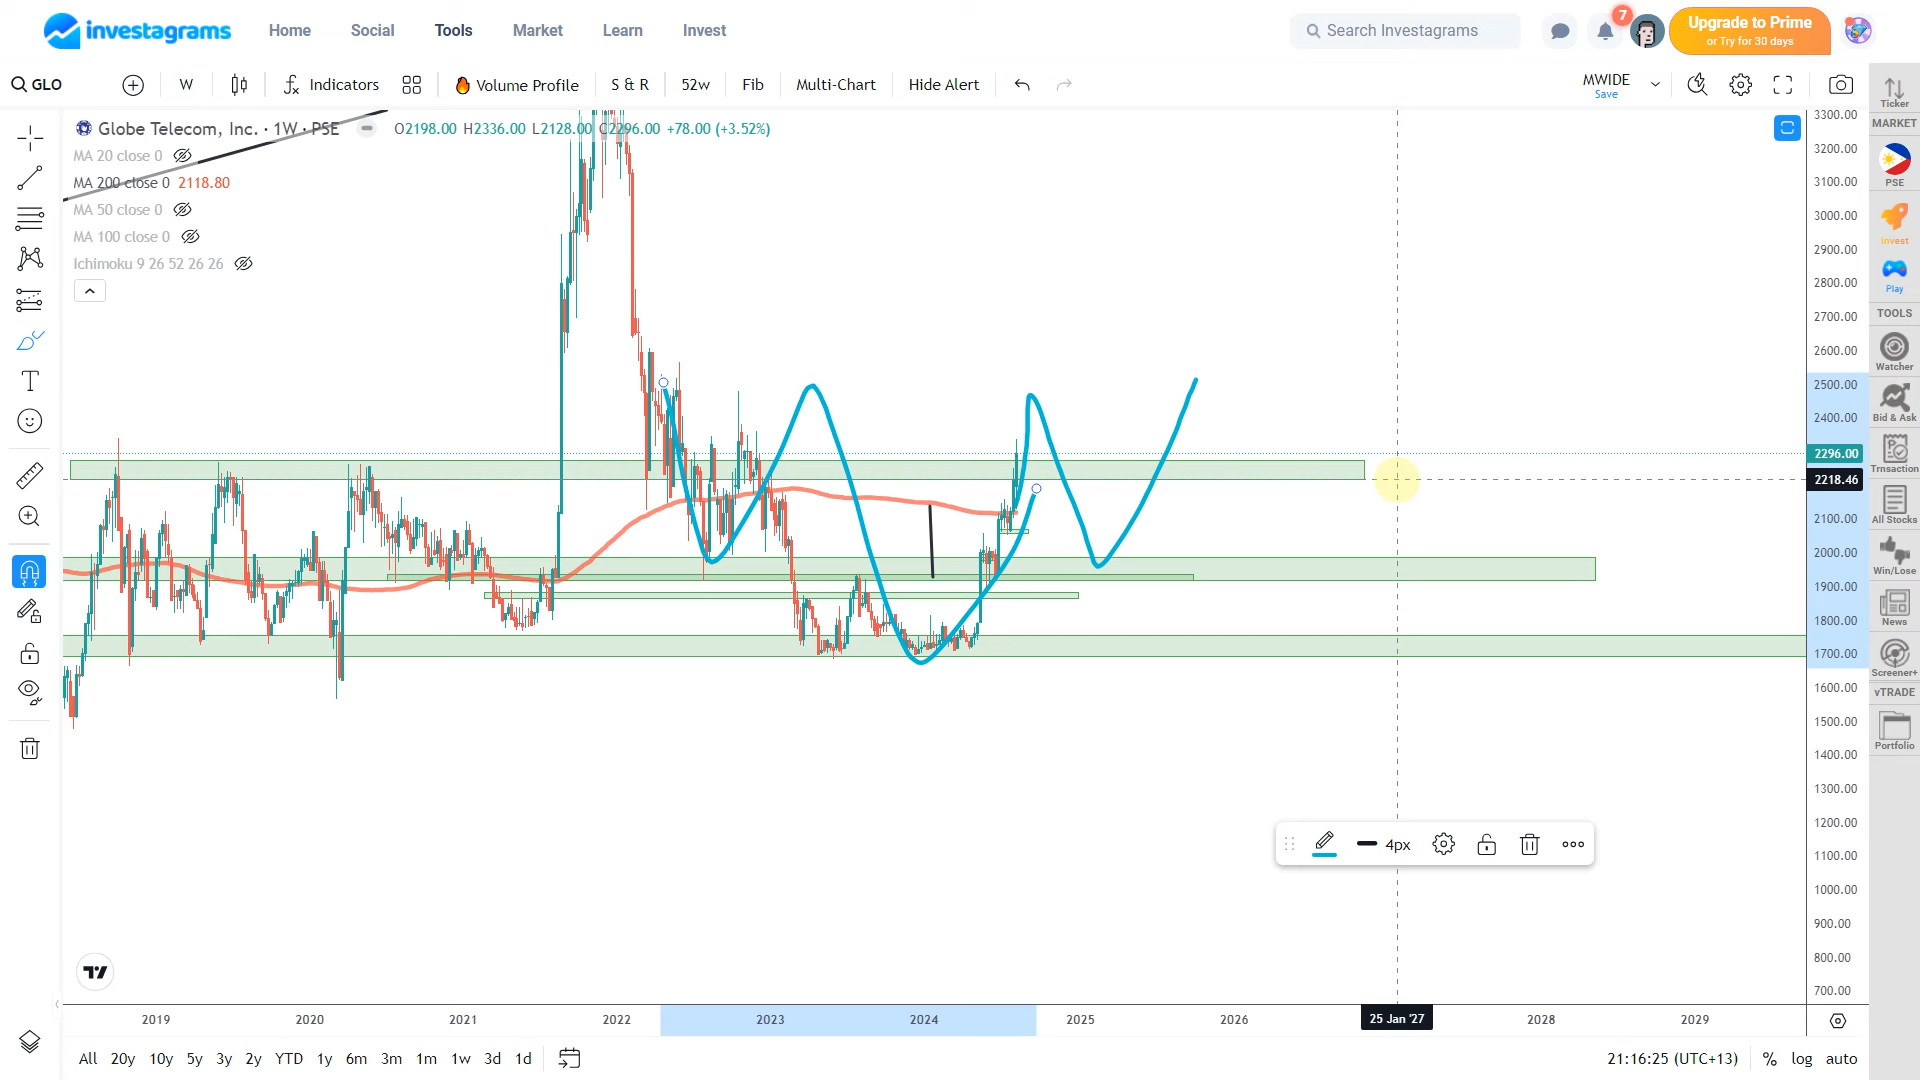 investagrams Home Social Tools Market Learn Invest Search Investagrams 7 Upgrade to Prime
or Try for 30 days
GLO W Indicators Volume Profile S & R 52w Fib Multi-Chart Hide Alert MWIDE
Save
Globe Telecom, Inc. · 1W · PSE O2198.00 H2336.00 L2128.00 C2296.00 +78.00 (+3.52%)
MA 20 close 0
MA 200 close 0 2118.80
MA 50 close 0
MA 100 close 0
Ichimoku 9 26 52 26 26
3300.00
3200.00
3100.00
3000.00
2900.00
2800.00
2700.00
2600.00
2500.00
2400.00
2296.00
2218.46
2100.00
2000.00
1900.00
1800.00
1700.00
1600.00
1500.00
1400.00
1300.00
1200.00
1100.00
1000.00
900.00
800.00
700.00
Ticker
MARKET
PSE
Invest
Play
TOOLS
Watcher
Bid & Ask
Trnsaction
All Stocks
Win/Lose
News
Screener+
vTRADE
Portfolio
4px
2019 2020 2021 2022 2023 2024 2025 2026 25 Jan '27 2028 2029
All 20y 10y 5y 3y 2y YTD 1y 6m 3m 1m 1w 3d 1d 21:16:25 (UTC+13) % log auto